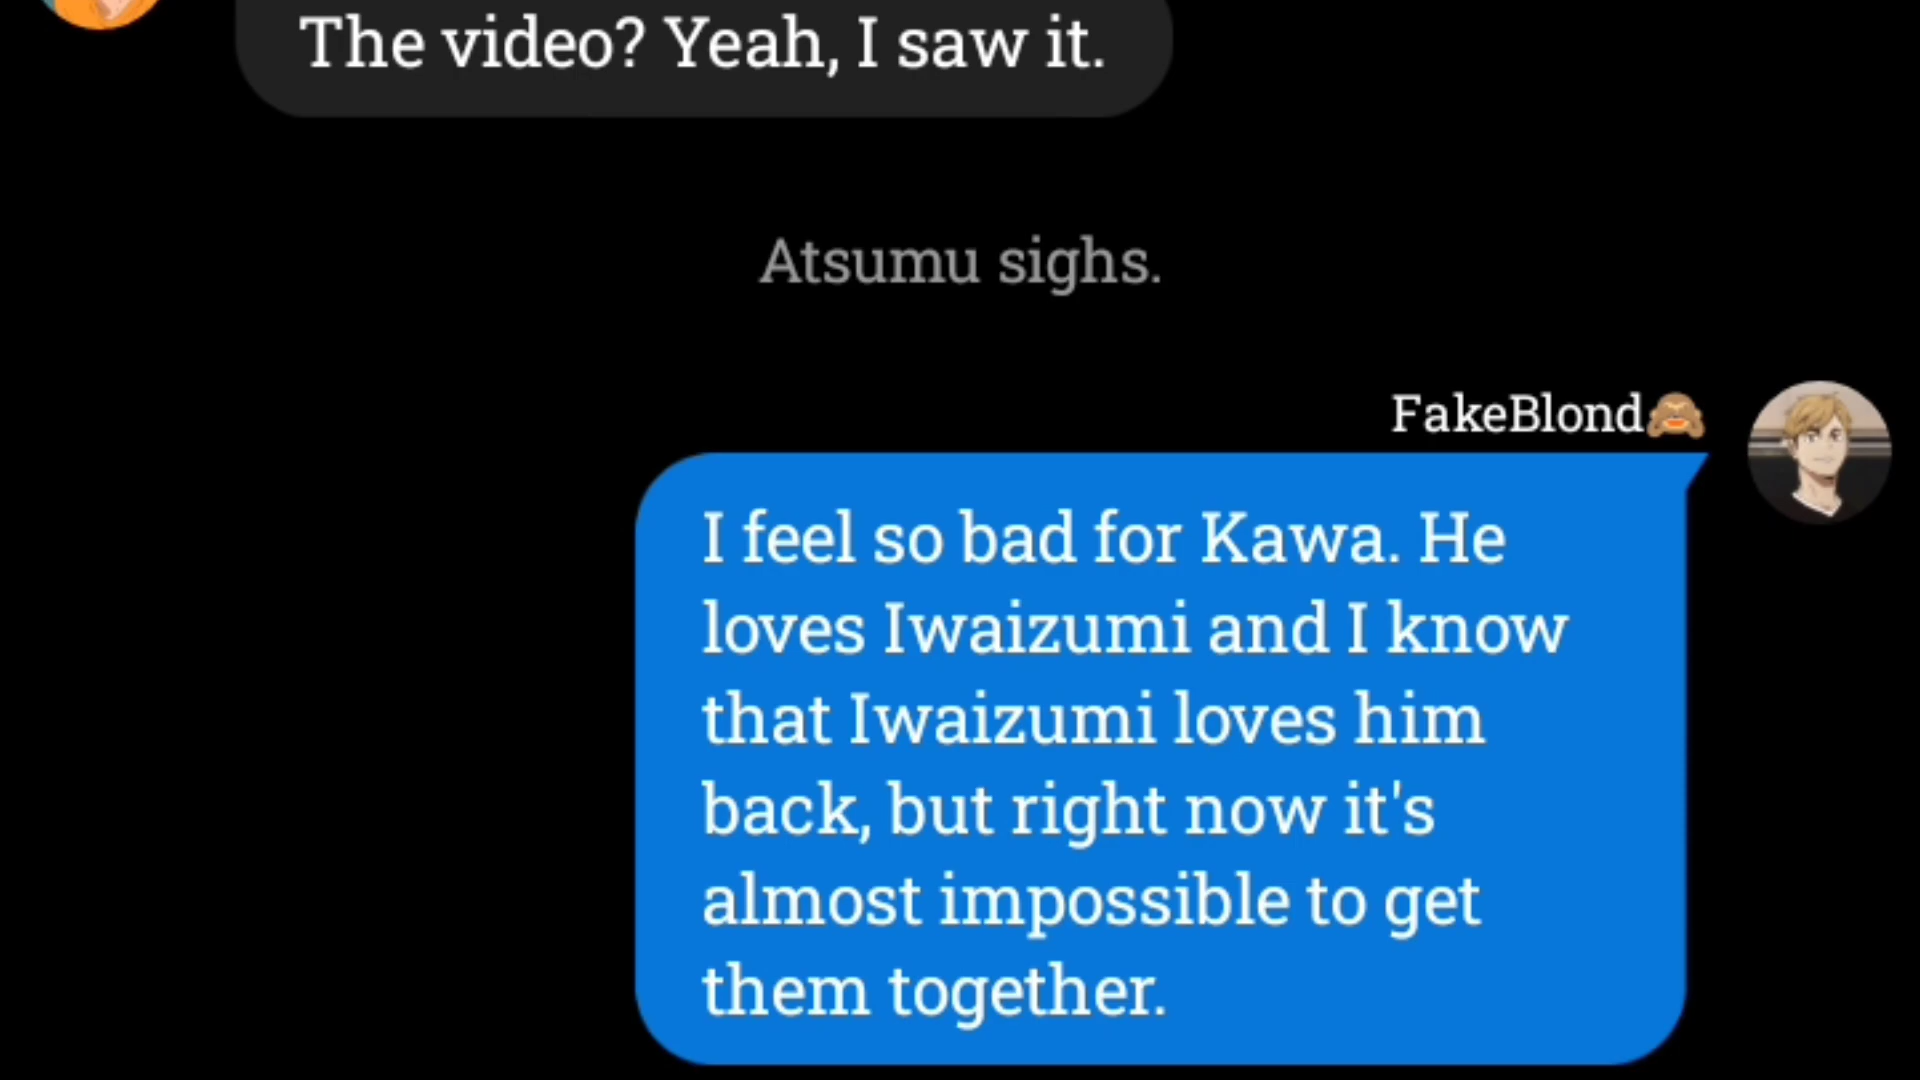 The video? Yeah, I saw it.
Atsumu sighs.
FakeBlond🙈
I feel so bad for Kawa. He
loves Iwaizumi and I know
that Iwaizumi loves him
back, but right now it's
almost impossible to get
them together.